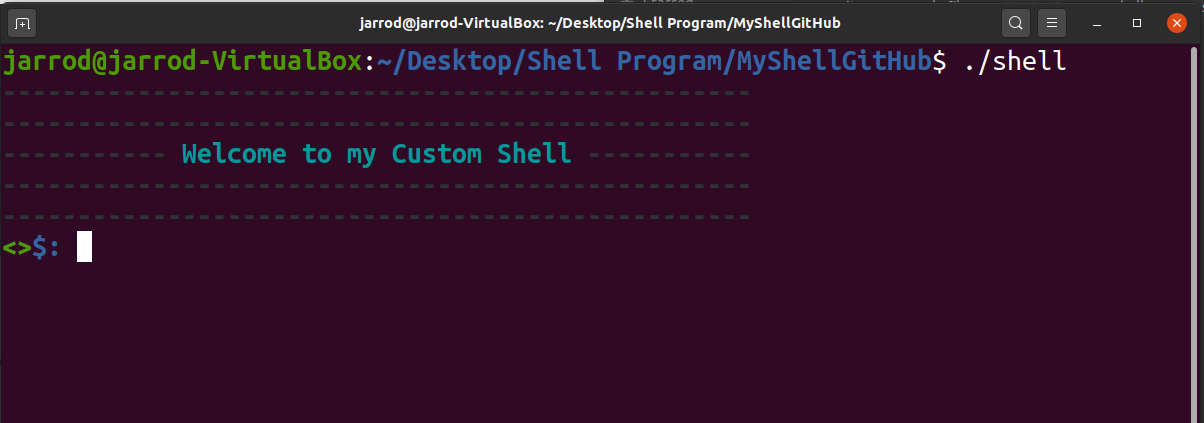 jarrod@jarrod-VirtualBox: ~/Desktop/Shell Program/MyShellGitHub
jarrod@jarrod-VirtualBox:~/Desktop/Shell Program/MyShellGitHub$ ./shell
--------------------------------------------------
--------------------------------------------------
----------- Welcome to my Custom Shell -----------
--------------------------------------------------
--------------------------------------------------
<>$: